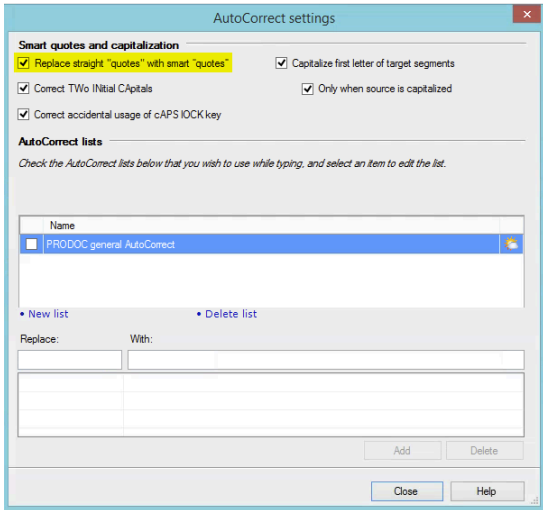 AutoCorrect settings
Smart quotes and capitalization
Replace straight "quotes" with smart “quotes”
Capitalize first letter of target segments
Correct TWo INitial CApitals
Only when source is capitalized
Correct accidental usage of cAPS lOCK key
AutoCorrect lists
Check the AutoCorrect lists below that you wish to use while typing, and select an item to edit the list.
Name
PRODOC general AutoCorrect
• New list
• Delete list
Replace:
With:
Add
Delete
Close
Help